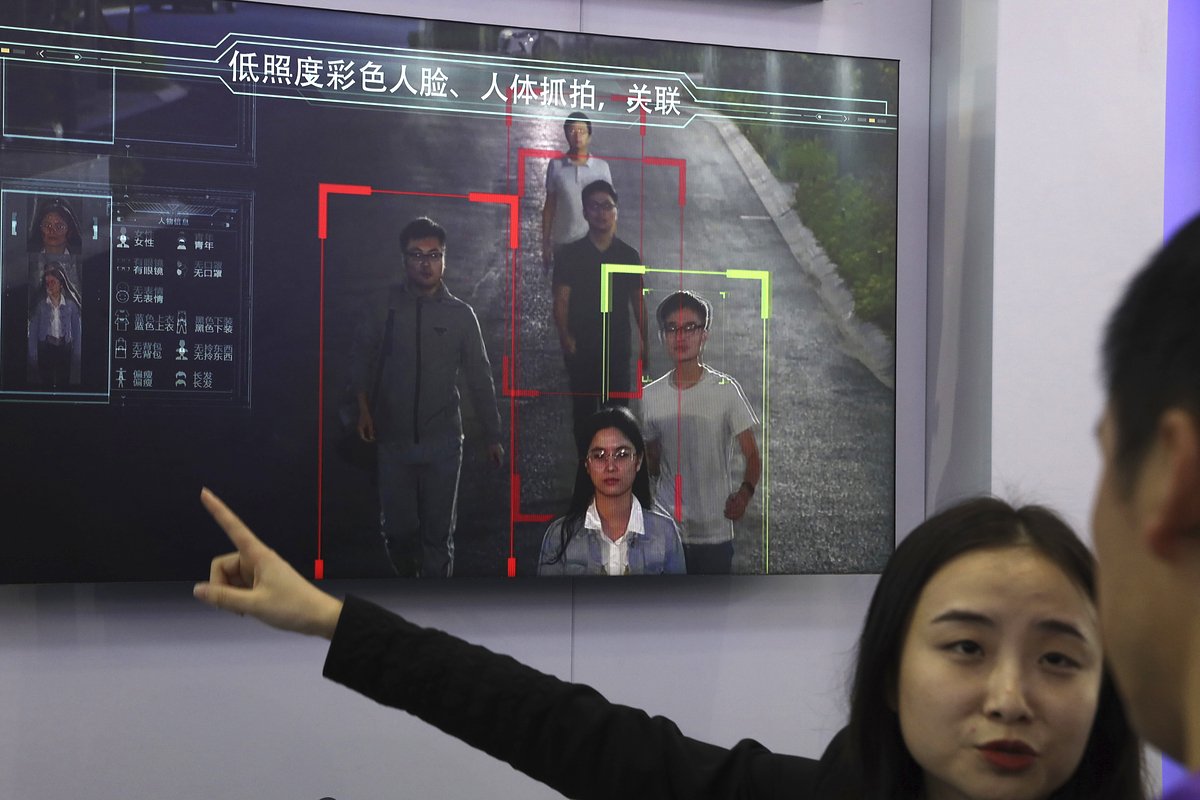 低照度彩色人脸、人体抓拍，关联
人物信息
女性 青年
有眼镜 无口罩
无表情
蓝色上衣 黑色下装
无背包 无拎东西
偏瘦 长发